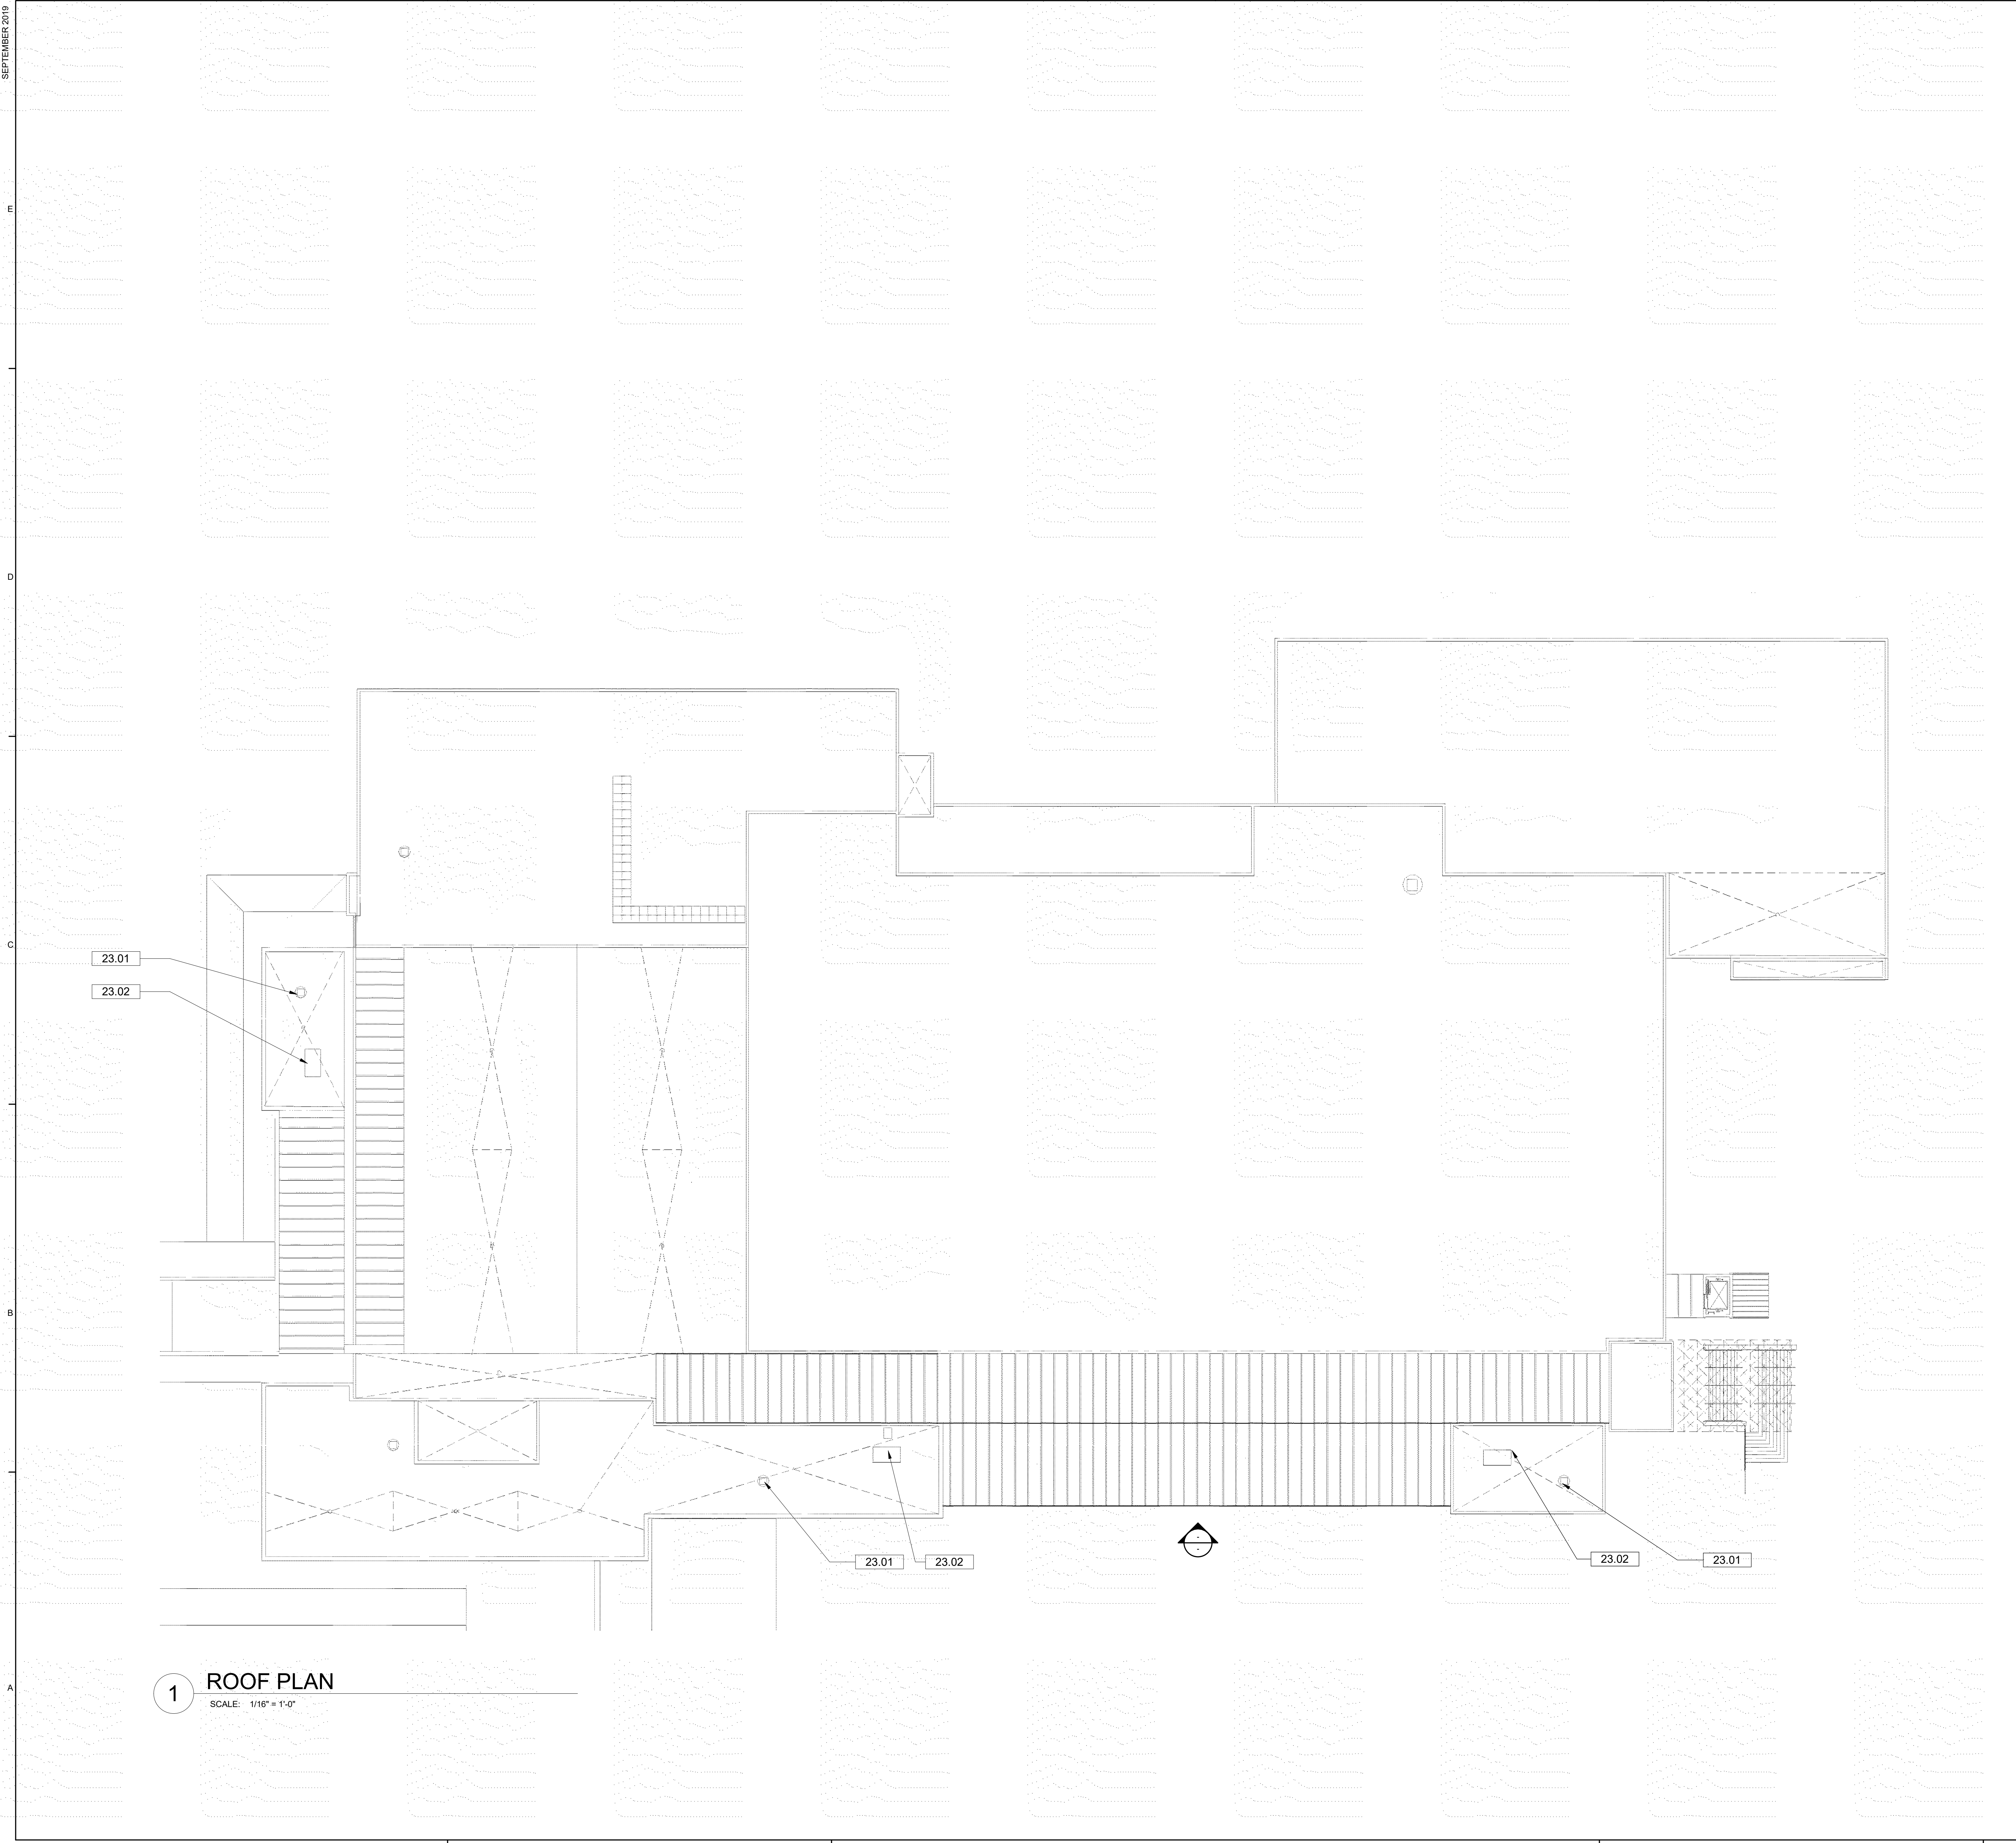 SEPTEMBER 2019
E
D
C
23.01
23.02
B
23.01
23.02
23.02
23.01
A
1
ROOF PLAN
SCALE: 1/16" = 1'-0"